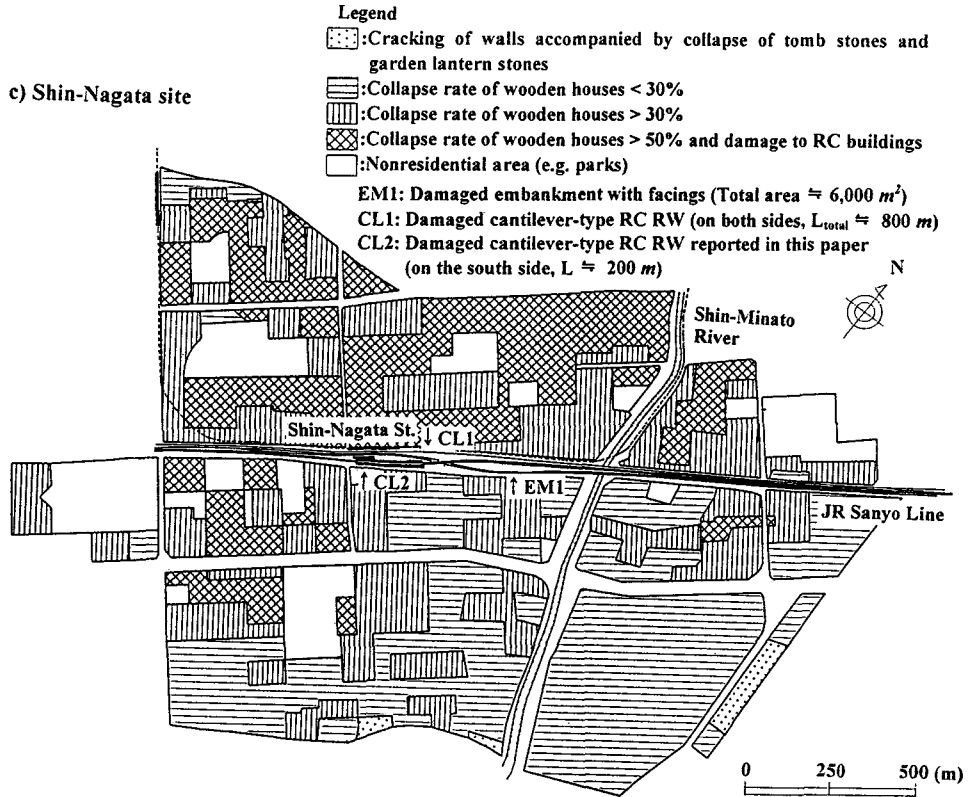 Legend
:Cracking of walls accompanied by collapse of tomb stones and
garden lantern stones
c) Shin-Nagata site
:Collapse rate of wooden houses < 30%
:Collapse rate of wooden houses > 30%
:Collapse rate of wooden houses > 50% and damage to RC buildings
:Nonresidential area (e.g. parks)
EM1: Damaged embankment with facings (Total area ≒ 6,000 m²)
CL1: Damaged cantilever-type RC RW (on both sides, Ltotal ≒ 800 m)
CL2: Damaged cantilever-type RC RW reported in this paper
(on the south side, L ≒ 200 m)
N
Shin-Minato
River
Shin-Nagata St. ↓ CL1
↑ CL2
↑ EM1
JR Sanyo Line
0 250 500 (m)